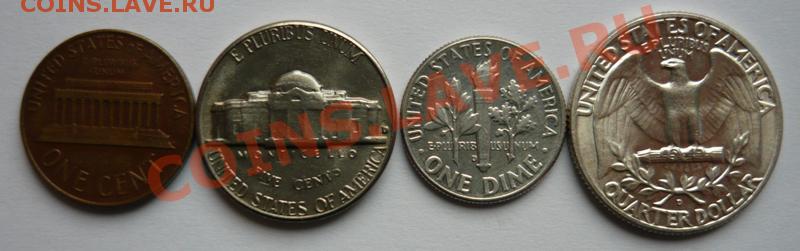 COINS.LAVE.RU
COINS.LAVE.RU
UNITED STATES OF AMERICA
E·PLURIBUS
UNUM
ONE CENT
E PLURIBUS UNUM
MONTICELLO
FIVE CENTS
UNITED STATES OF AMERICA
UNITED STATES OF AMERICA
E·PLURIBUS UNUM
D
ONE DIME
UNITED STATES OF AMERICA
E·PLURIBUS
UNUM
D
QUARTER DOLLAR